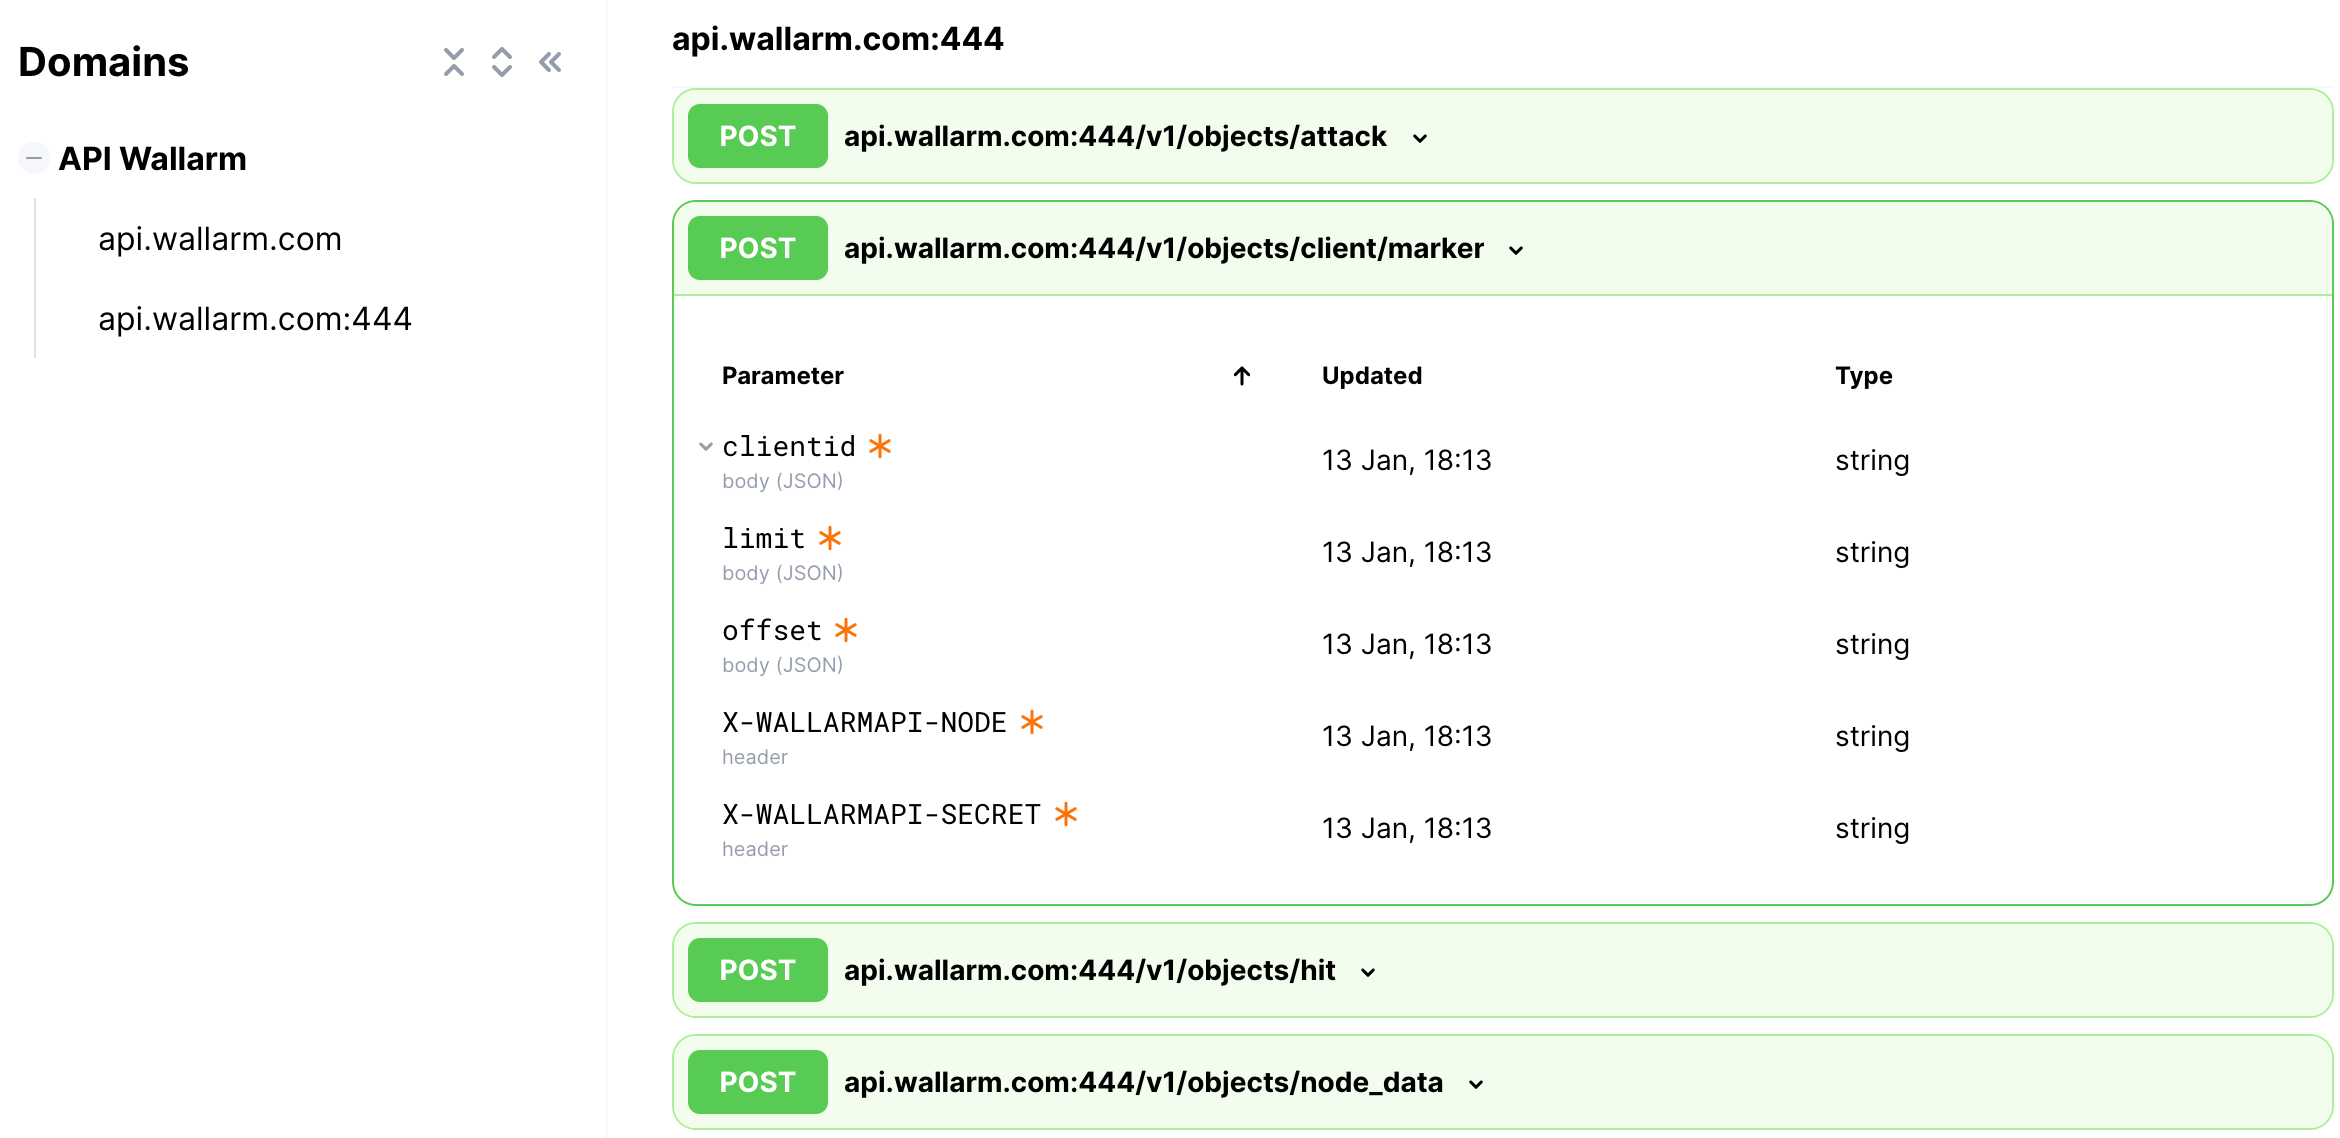 Domains
API Wallarm
api.wallarm.com
api.wallarm.com:444
api.wallarm.com:444
POST api.wallarm.com:444/v1/objects/attack
POST api.wallarm.com:444/v1/objects/client/marker
Parameter Updated Type
clientid 13 Jan, 18:13 string
body (JSON)
limit 13 Jan, 18:13 string
body (JSON)
offset 13 Jan, 18:13 string
body (JSON)
X-WALLARMAPI-NODE 13 Jan, 18:13 string
header
X-WALLARMAPI-SECRET 13 Jan, 18:13 string
header
POST api.wallarm.com:444/v1/objects/hit
POST api.wallarm.com:444/v1/objects/node_data